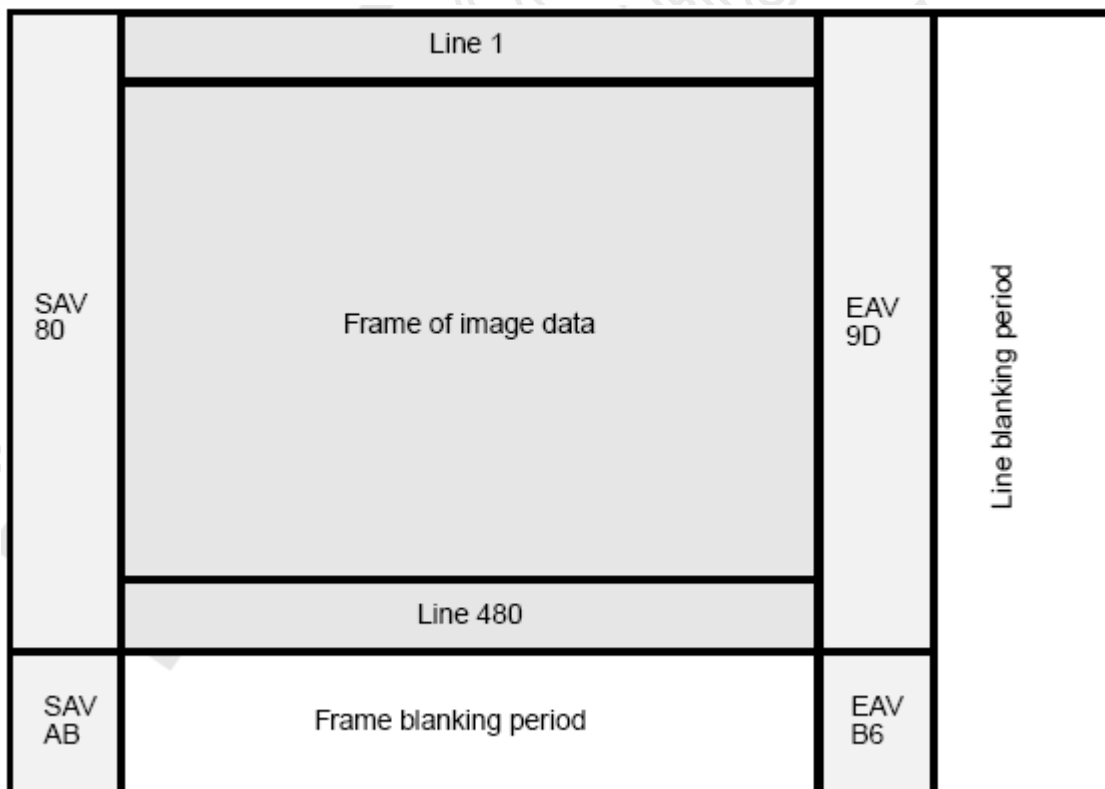 Line 1
SAV
80
Frame of image data
EAV
9D
Line blanking period
Line 480
SAV
AB
Frame blanking period
EAV
B6